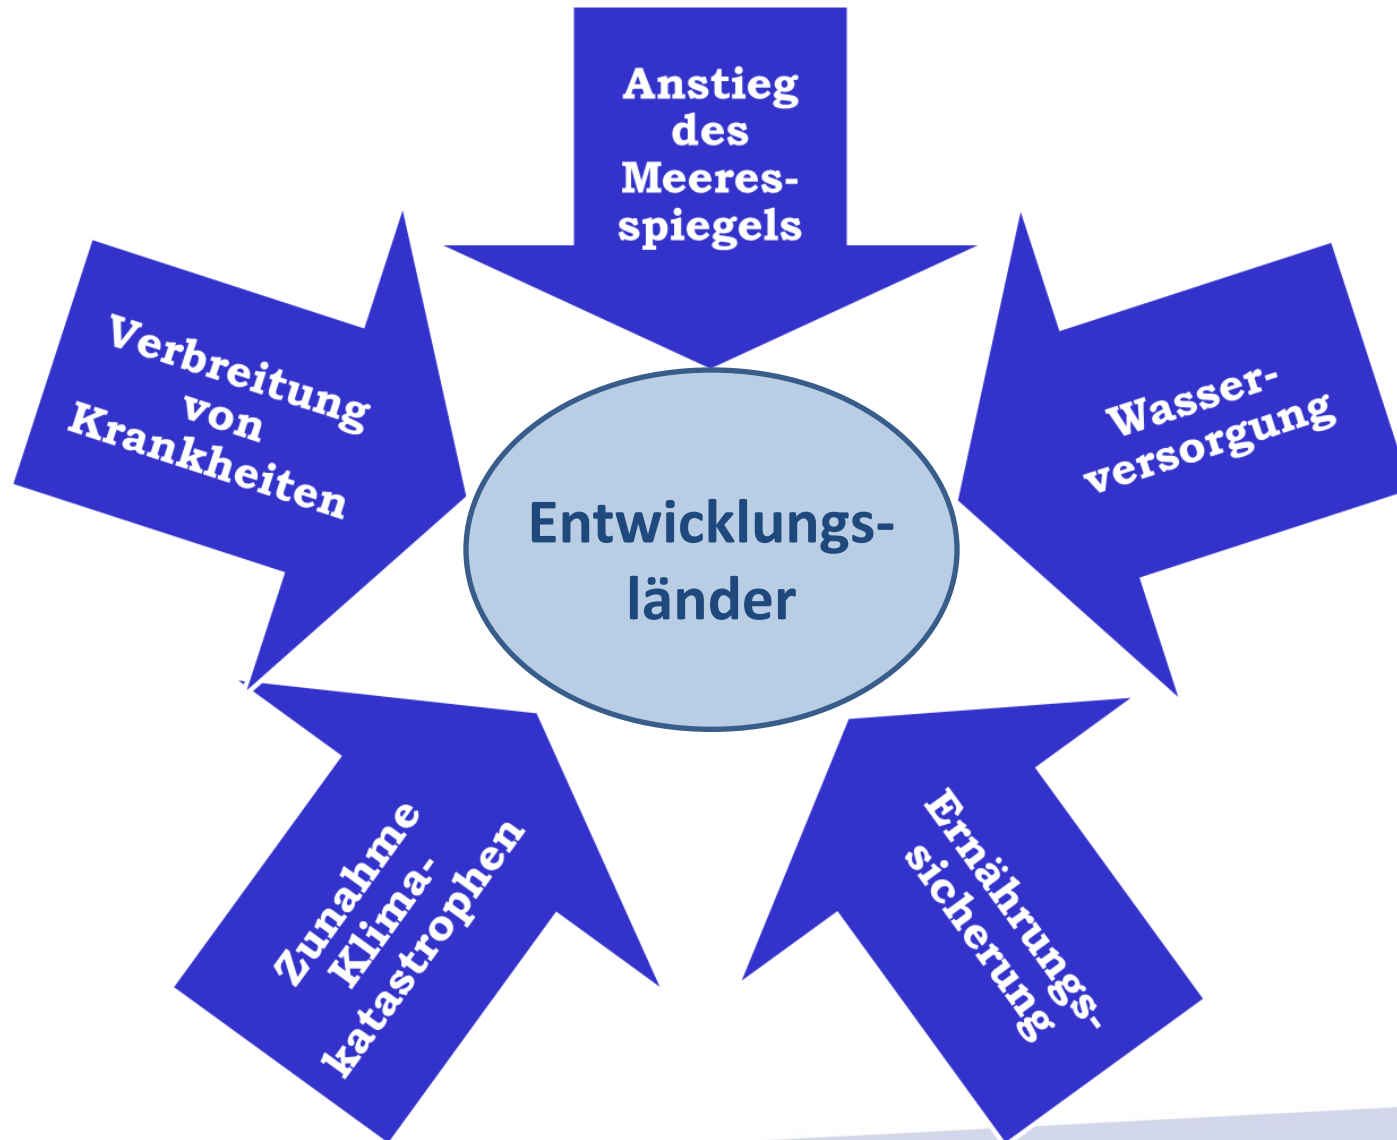 Anstieg
des
Meeres-
spiegels
Verbreitung
von
Krankheiten
Wasser-
versorgung
Entwicklungs-
länder
Zunahme
Klima-
katastrophen
Ernährungs-
sicherung